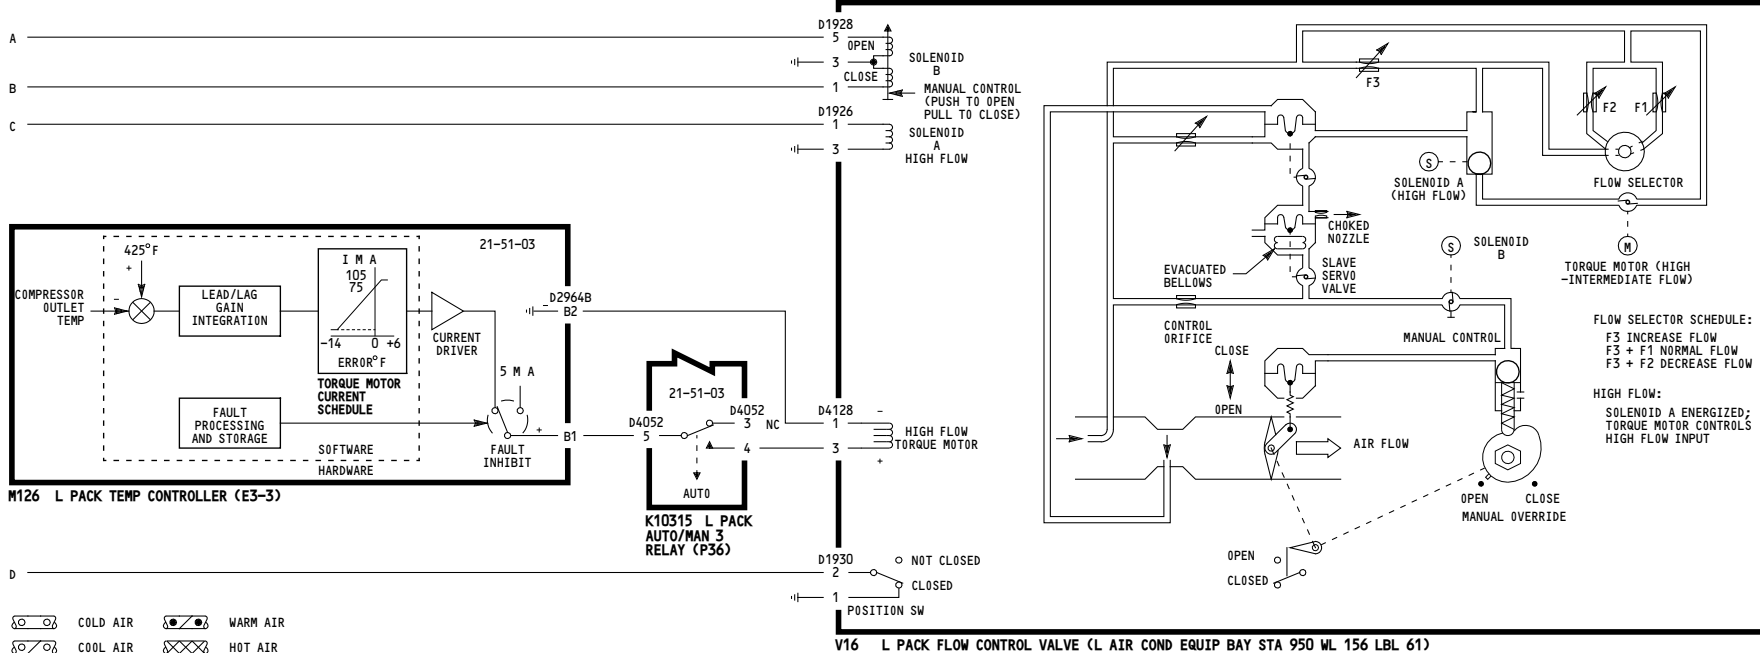 A
B
C
D1928
5
OPEN
3
CLOSE
1
SOLENOID
B
MANUAL CONTROL
(PUSH TO OPEN
PULL TO CLOSE)
D1926
1
3
SOLENOID
A
HIGH FLOW
21-51-03
425°F
+
COMPRESSOR
OUTLET
TEMP
-
LEAD/LAG
GAIN
INTEGRATION
I M A
105
75
-14 0 +6
ERROR°F
TORQUE MOTOR
CURRENT
SCHEDULE
CURRENT
DRIVER
FAULT
PROCESSING
AND STORAGE
SOFTWARE
HARDWARE
5 M A
FAULT
INHIBIT
+
B1
D2964B
-
B2
M126 L PACK TEMP CONTROLLER (E3-3)
21-51-03
D4052
5
D4052
3
NC
4
AUTO
K10315 L PACK
AUTO/MAN 3
RELAY (P36)
D4128
1
3
-
+
HIGH FLOW
TORQUE MOTOR
D
D1930
2
1
NOT CLOSED
CLOSED
POSITION SW
COLD AIR
WARM AIR
COOL AIR
HOT AIR
F3
F2
F1
FLOW SELECTOR
S
SOLENOID A
(HIGH FLOW)
CHOKED
NOZZLE
S
SOLENOID
B
M
TORQUE MOTOR (HIGH
-INTERMEDIATE FLOW)
EVACUATED
BELLOWS
SLAVE
SERVO
VALVE
CONTROL
ORIFICE
MANUAL CONTROL
CLOSE
OPEN
AIR FLOW
FLOW SELECTOR SCHEDULE:
F3 INCREASE FLOW
F3 + F1 NORMAL FLOW
F3 + F2 DECREASE FLOW
HIGH FLOW:
SOLENOID A ENERGIZED;
TORQUE MOTOR CONTROLS
HIGH FLOW INPUT
OPEN
CLOSE
MANUAL OVERRIDE
OPEN
CLOSED
V16 L PACK FLOW CONTROL VALVE (L AIR COND EQUIP BAY STA 950 WL 156 LBL 61)